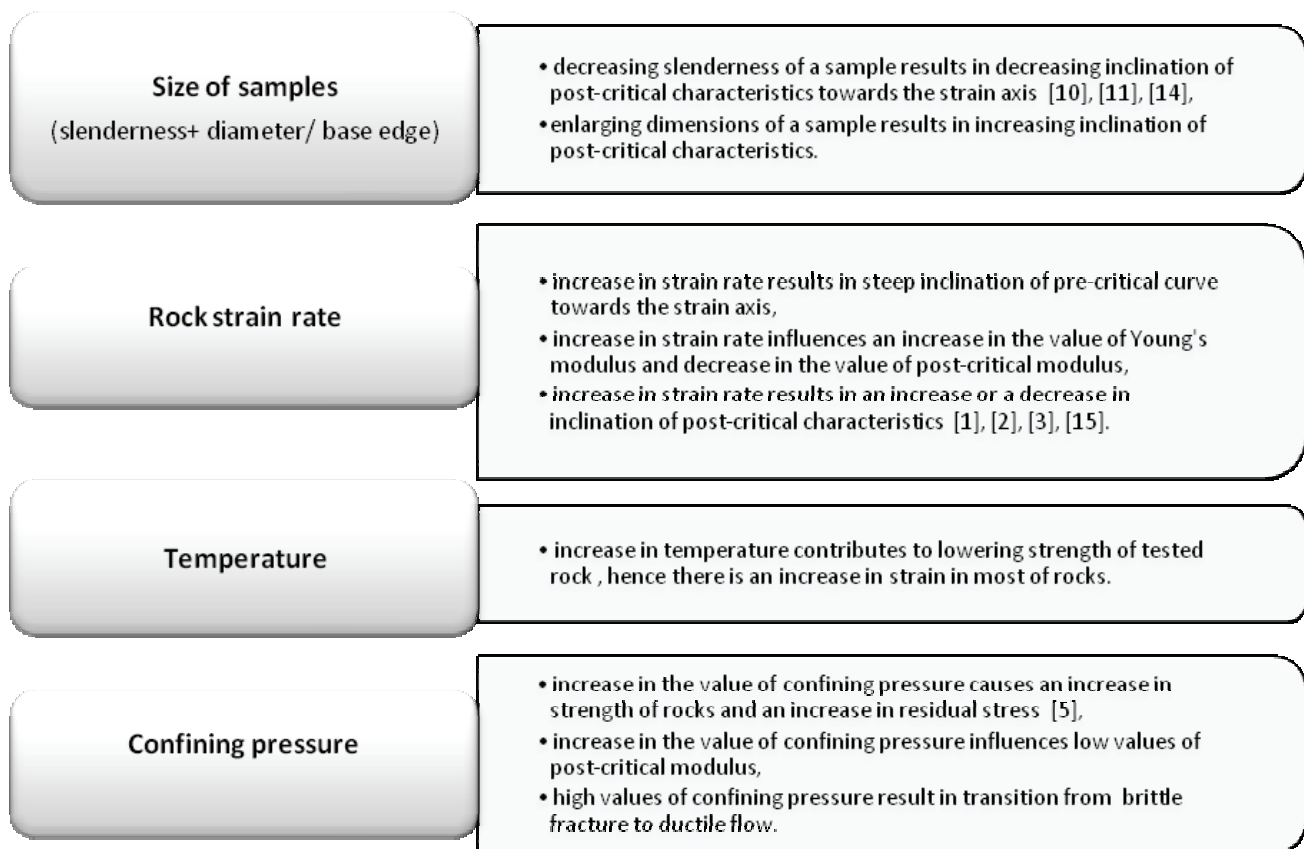 Size of samples
(slenderness+ diameter/ base edge)
• decreasing slenderness of a sample results in decreasing inclination of
post-critical characteristics towards the strain axis [10], [11], [14],
• enlarging dimensions of a sample results in increasing inclination of
post-critical characteristics.
Rock strain rate
• increase in strain rate results in steep inclination of pre-critical curve
towards the strain axis,
• increase in strain rate influences an increase in the value of Young's
modulus and decrease in the value of post-critical modulus,
• increase in strain rate results in an increase or a decrease in
inclination of post-critical characteristics [1], [2], [3], [15].
Temperature
• increase in temperature contributes to lowering strength of tested
rock , hence there is an increase in strain in most of rocks.
Confining pressure
• increase in the value of confining pressure causes an increase in
strength of rocks and an increase in residual stress [5],
• increase in the value of confining pressure influences low values of
post-critical modulus,
• high values of confining pressure result in transition from brittle
fracture to ductile flow.